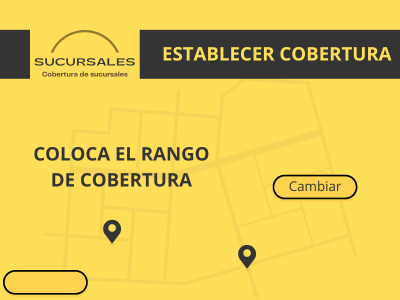 SUCURSALES
Cobertura de sucursales
ESTABLECER COBERTURA
COLOCA EL RANGO
DE COBERTURA
Cambiar